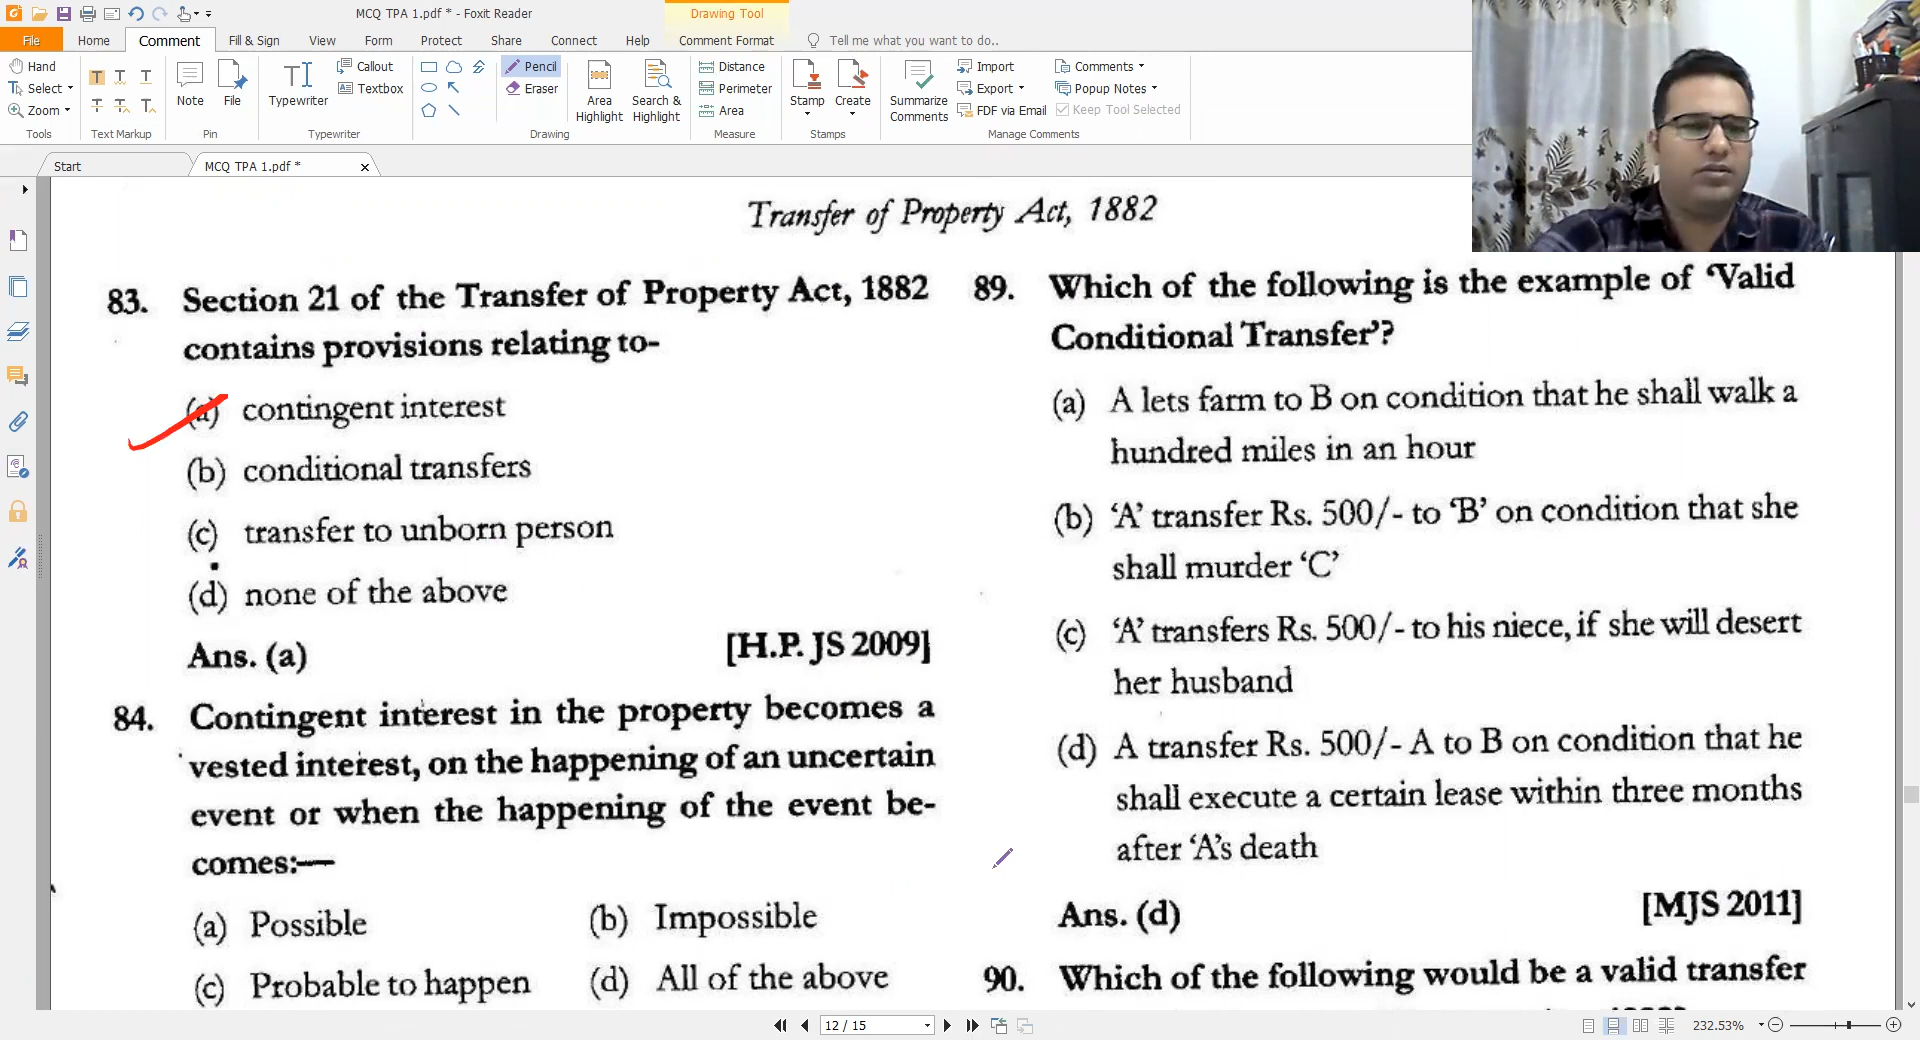 MCQ TPA 1.pdf * - Foxit Reader
Drawing Tool
File Home Comment Fill & Sign View Form Protect Share Connect Help Comment Format Tell me what you want to do..
Hand
Select
Zoom
Tools
Text Markup
Note
File
Pin
Typewriter
Callout
Textbox
Typewriter
Pencil
Eraser
Area Highlight
Search & Highlight
Drawing
Distance
Perimeter
Area
Measure
Stamp
Create
Stamps
Summarize Comments
Import
Export
FDF via Email
Comments
Popup Notes
Keep Tool Selected
Manage Comments
Start
MCQ TPA 1.pdf *
Transfer of Property Act, 1882
83. Section 21 of the Transfer of Property Act, 1882
contains provisions relating to-
(a) contingent interest
(b) conditional transfers
(c) transfer to unborn person
(d) none of the above
Ans. (a) [H.P. JS 2009]
84. Contingent interest in the property becomes a
vested interest, on the happening of an uncertain
event or when the happening of the event be-
comes:—
(a) Possible (b) Impossible
(c) Probable to happen (d) All of the above
89. Which of the following is the example of 'Valid
Conditional Transfer'?
(a) A lets farm to B on condition that he shall walk a
hundred miles in an hour
(b) 'A' transfer Rs. 500/- to 'B' on condition that she
shall murder 'C'
(c) 'A' transfers Rs. 500/- to his niece, if she will desert
her husband
(d) A transfer Rs. 500/- A to B on condition that he
shall execute a certain lease within three months
after 'A's death
Ans. (d) [MJS 2011]
90. Which of the following would be a valid transfer
12 / 15
232.53%